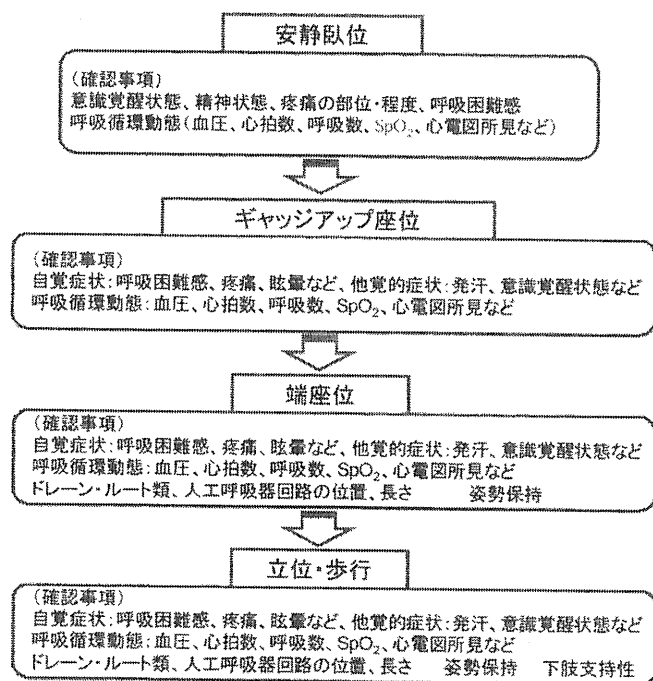 安静臥位
(確認事項)
意識覚醒状態、精神状態、疼痛の部位・程度、呼吸困難感
呼吸循環動態(血圧、心拍数、呼吸数、SpO₂、心電図所見など)
ギャッジアップ座位
(確認事項)
自覚症状:呼吸困難感、疼痛、眩暈など、他覚的症状:発汗、意識覚醒状態など
呼吸循環動態:血圧、心拍数、呼吸数、SpO₂、心電図所見など
端座位
(確認事項)
自覚症状:呼吸困難感、疼痛、眩暈など、他覚的症状:発汗、意識覚醒状態など
呼吸循環動態:血圧、心拍数、呼吸数、SpO₂、心電図所見など
ドレーン・ルート類、人工呼吸器回路の位置、長さ 姿勢保持
立位・歩行
(確認事項)
自覚症状:呼吸困難感、疼痛、眩暈など、他覚的症状:発汗、意識覚醒状態など
呼吸循環動態:血圧、心拍数、呼吸数、SpO₂、心電図所見など
ドレーン・ルート類、人工呼吸器回路の位置、長さ 姿勢保持 下肢支持性